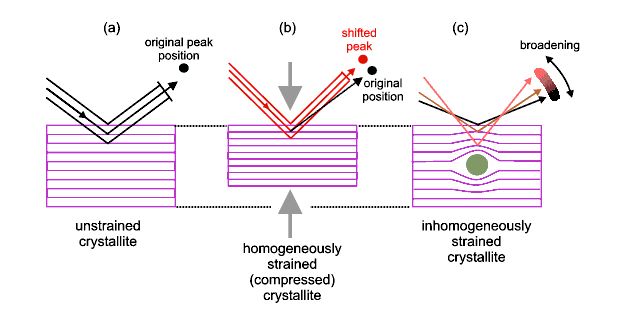 (a)
original peak
position
unstrained
crystallite
(b)
shifted
peak
original
position
homogeneously
strained
(compressed)
crystallite
(c)
broadening
inhomogeneously
strained
crystallite